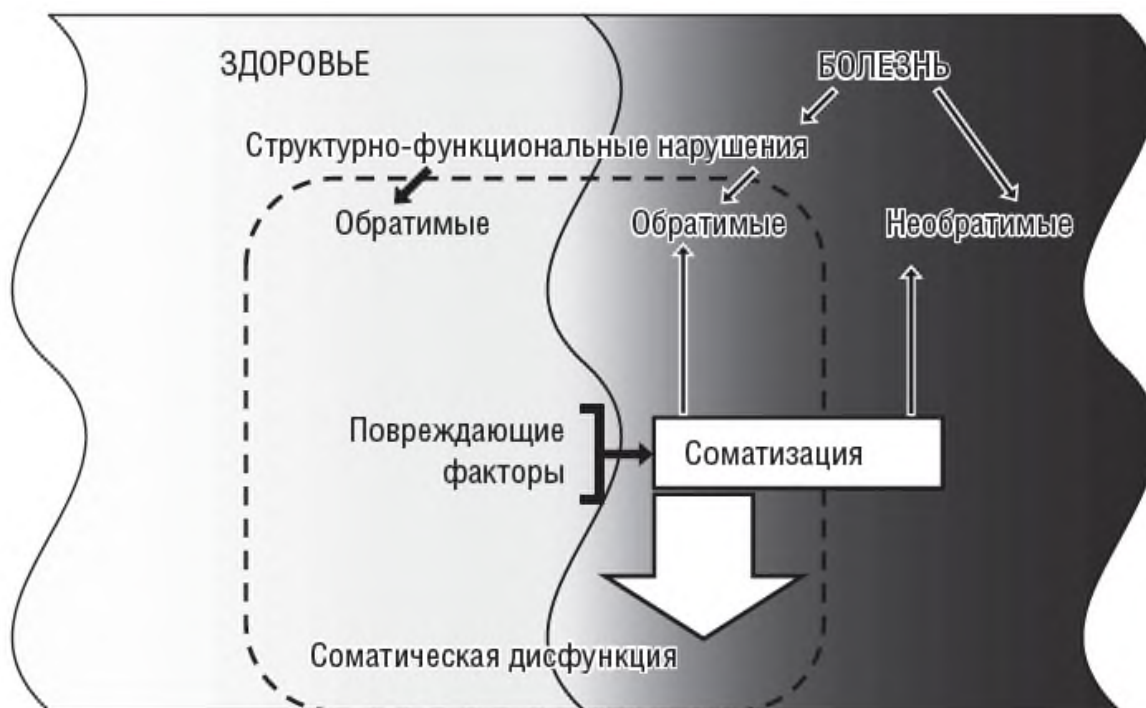 ЗДОРОВЬЕ
БОЛЕЗНЬ
Структурно-функциональные нарушения
Обратимые
Обратимые
Необратимые
Повреждающие
факторы
Соматизация
Соматическая дисфункция